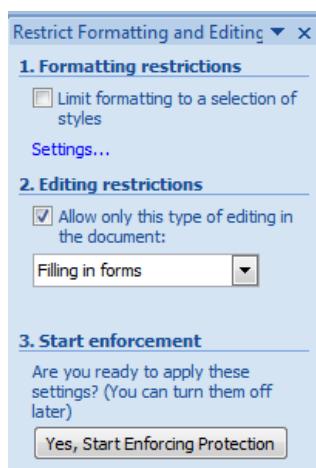 Restrict Formatting and Editing
1. Formatting restrictions
Limit formatting to a selection of
styles
Settings...
2. Editing restrictions
Allow only this type of editing in
the document:
Filling in forms
3. Start enforcement
Are you ready to apply these
settings? (You can turn them off
later)
Yes, Start Enforcing Protection